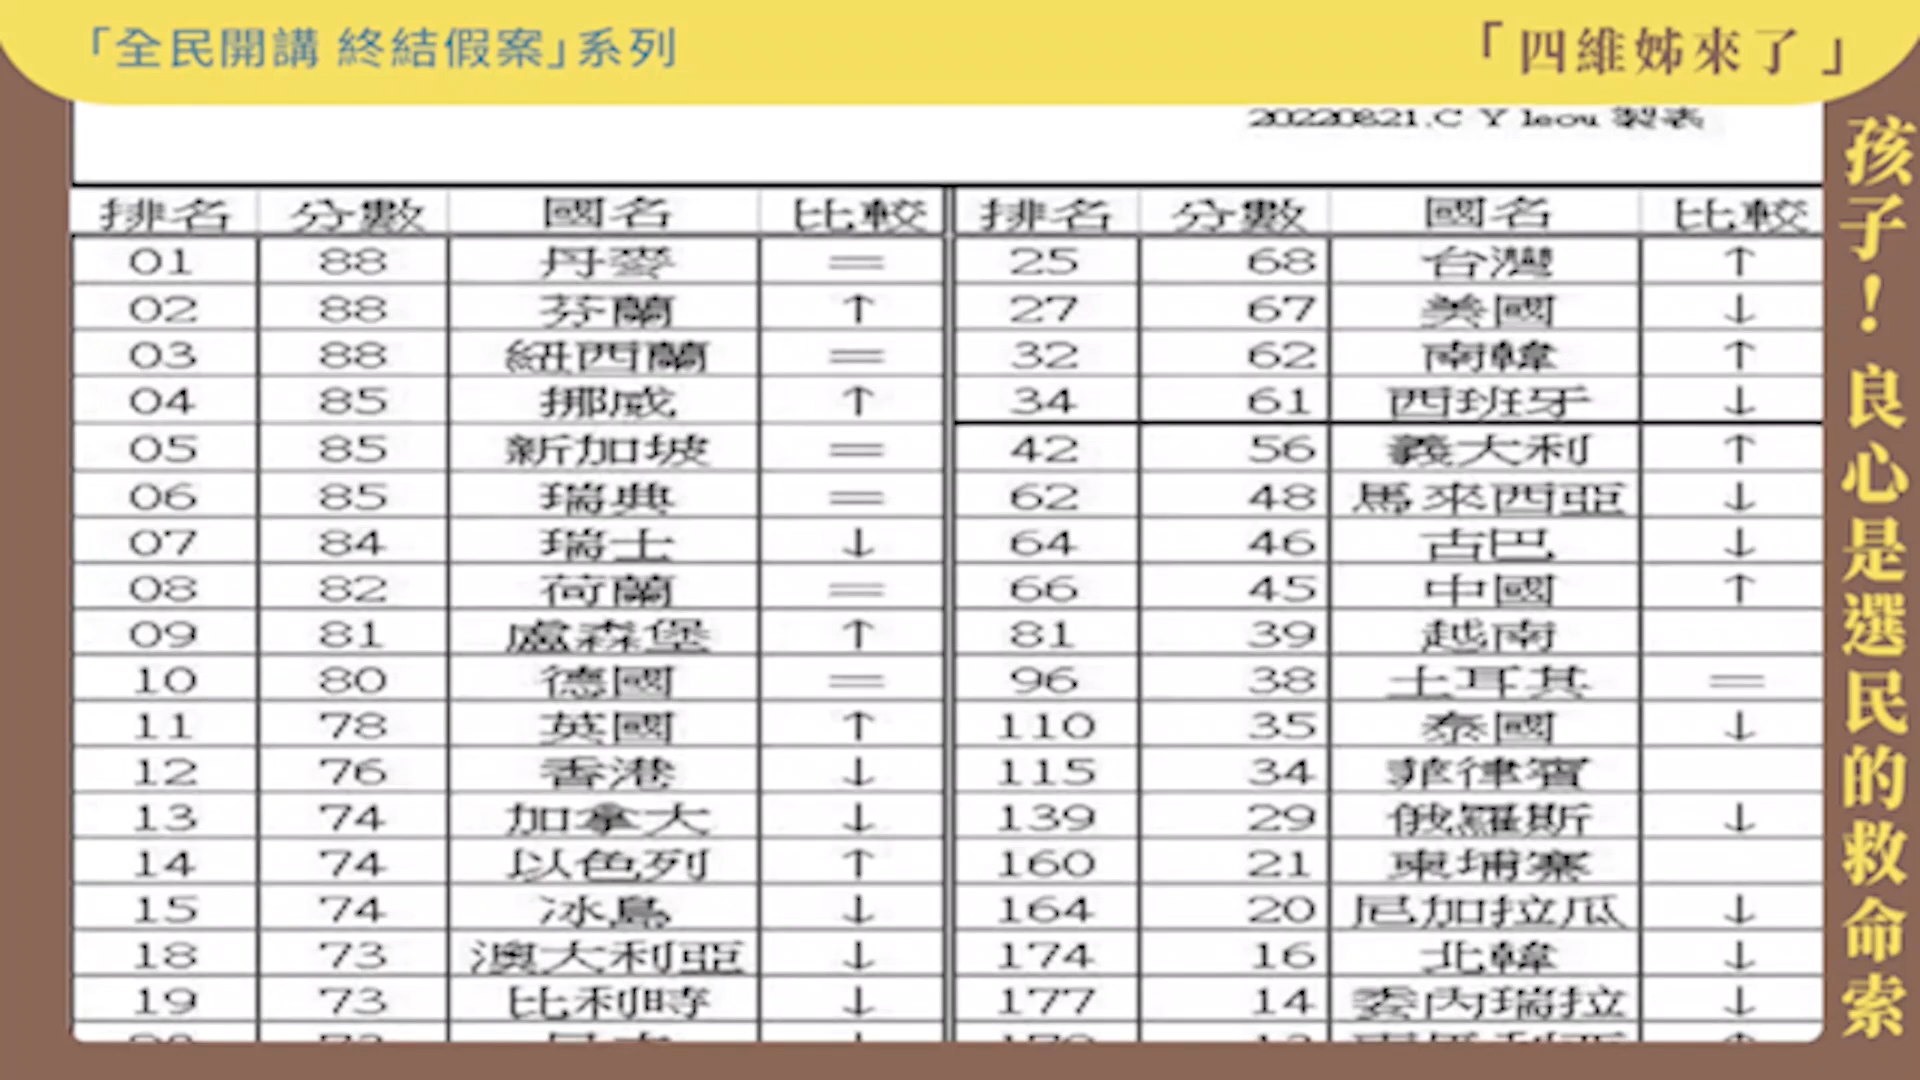 「全民開講 終結假案」系列
「四維姊來了」
20220821.C Y leou 製表
排名 分數 國名 比較 排名 分數 國名 比較
01 88 丹麥 = 25 68 台灣 ↑
02 88 芬蘭 ↑ 27 67 美國 ↓
03 88 紐西蘭 = 32 62 南韓 ↑
04 85 挪威 ↑ 34 61 西班牙 ↓
05 85 新加坡 = 42 56 義大利 ↑
06 85 瑞典 = 62 48 馬來西亞 ↓
07 84 瑞士 ↓ 64 46 古巴 ↓
08 82 荷蘭 = 66 45 中國 ↑
09 81 盧森堡 ↑ 81 39 越南
10 80 德國 = 96 38 土耳其 =
11 78 英國 ↑ 110 35 泰國 ↓
12 76 香港 ↓ 115 34 菲律賓
13 74 加拿大 ↓ 139 29 俄羅斯 ↓
14 74 以色列 ↑ 160 21 柬埔寨
15 74 冰島 ↓ 164 20 尼加拉瓜 ↓
18 73 澳大利亞 ↓ 174 16 北韓 ↓
19 73 比利時 ↓ 177 14 委內瑞拉 ↓
孩子！良心是選民的救命索